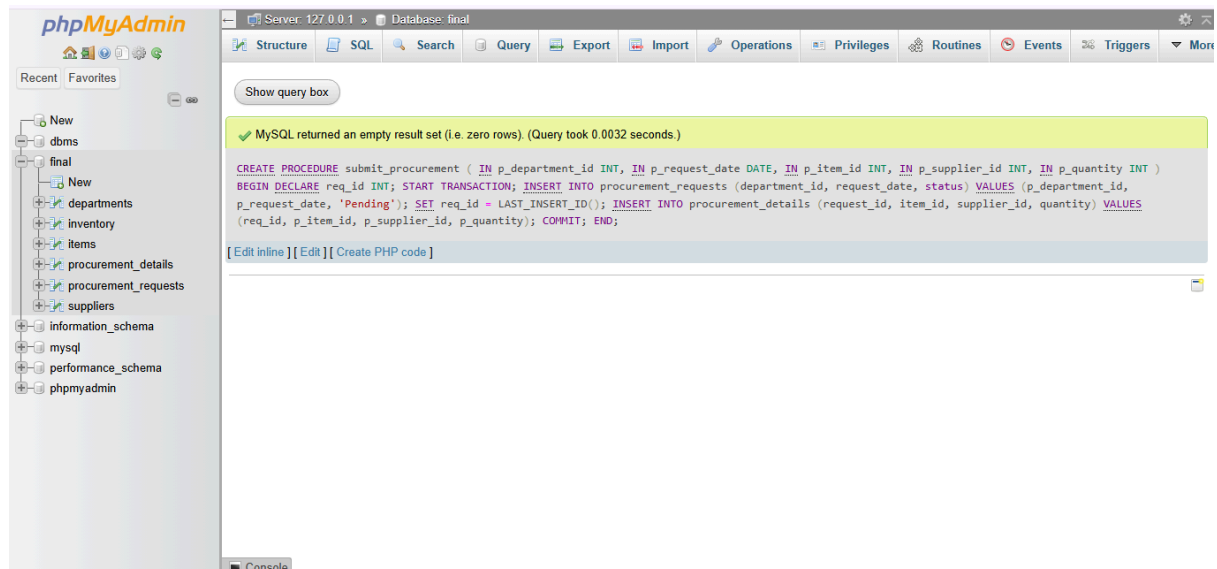 phpMyAdmin
Recent Favorites
New
dbms
final
New
departments
inventory
items
procurement_details
procurement_requests
suppliers
information_schema
mysql
performance_schema
phpmyadmin
Server: 127.0.0.1 » Database: final
Structure SQL Search Query Export Import Operations Privileges Routines Events Triggers More
Show query box
MySQL returned an empty result set (i.e. zero rows). (Query took 0.0032 seconds.)
CREATE PROCEDURE submit_procurement ( IN p_department_id INT, IN p_request_date DATE, IN p_item_id INT, IN p_supplier_id INT, IN p_quantity INT )
BEGIN DECLARE req_id INT; START TRANSACTION; INSERT INTO procurement_requests (department_id, request_date, status) VALUES (p_department_id,
p_request_date, 'Pending'); SET req_id = LAST_INSERT_ID(); INSERT INTO procurement_details (request_id, item_id, supplier_id, quantity) VALUES
(req_id, p_item_id, p_supplier_id, p_quantity); COMMIT; END;
[ Edit inline ] [ Edit ] [ Create PHP code ]
Console